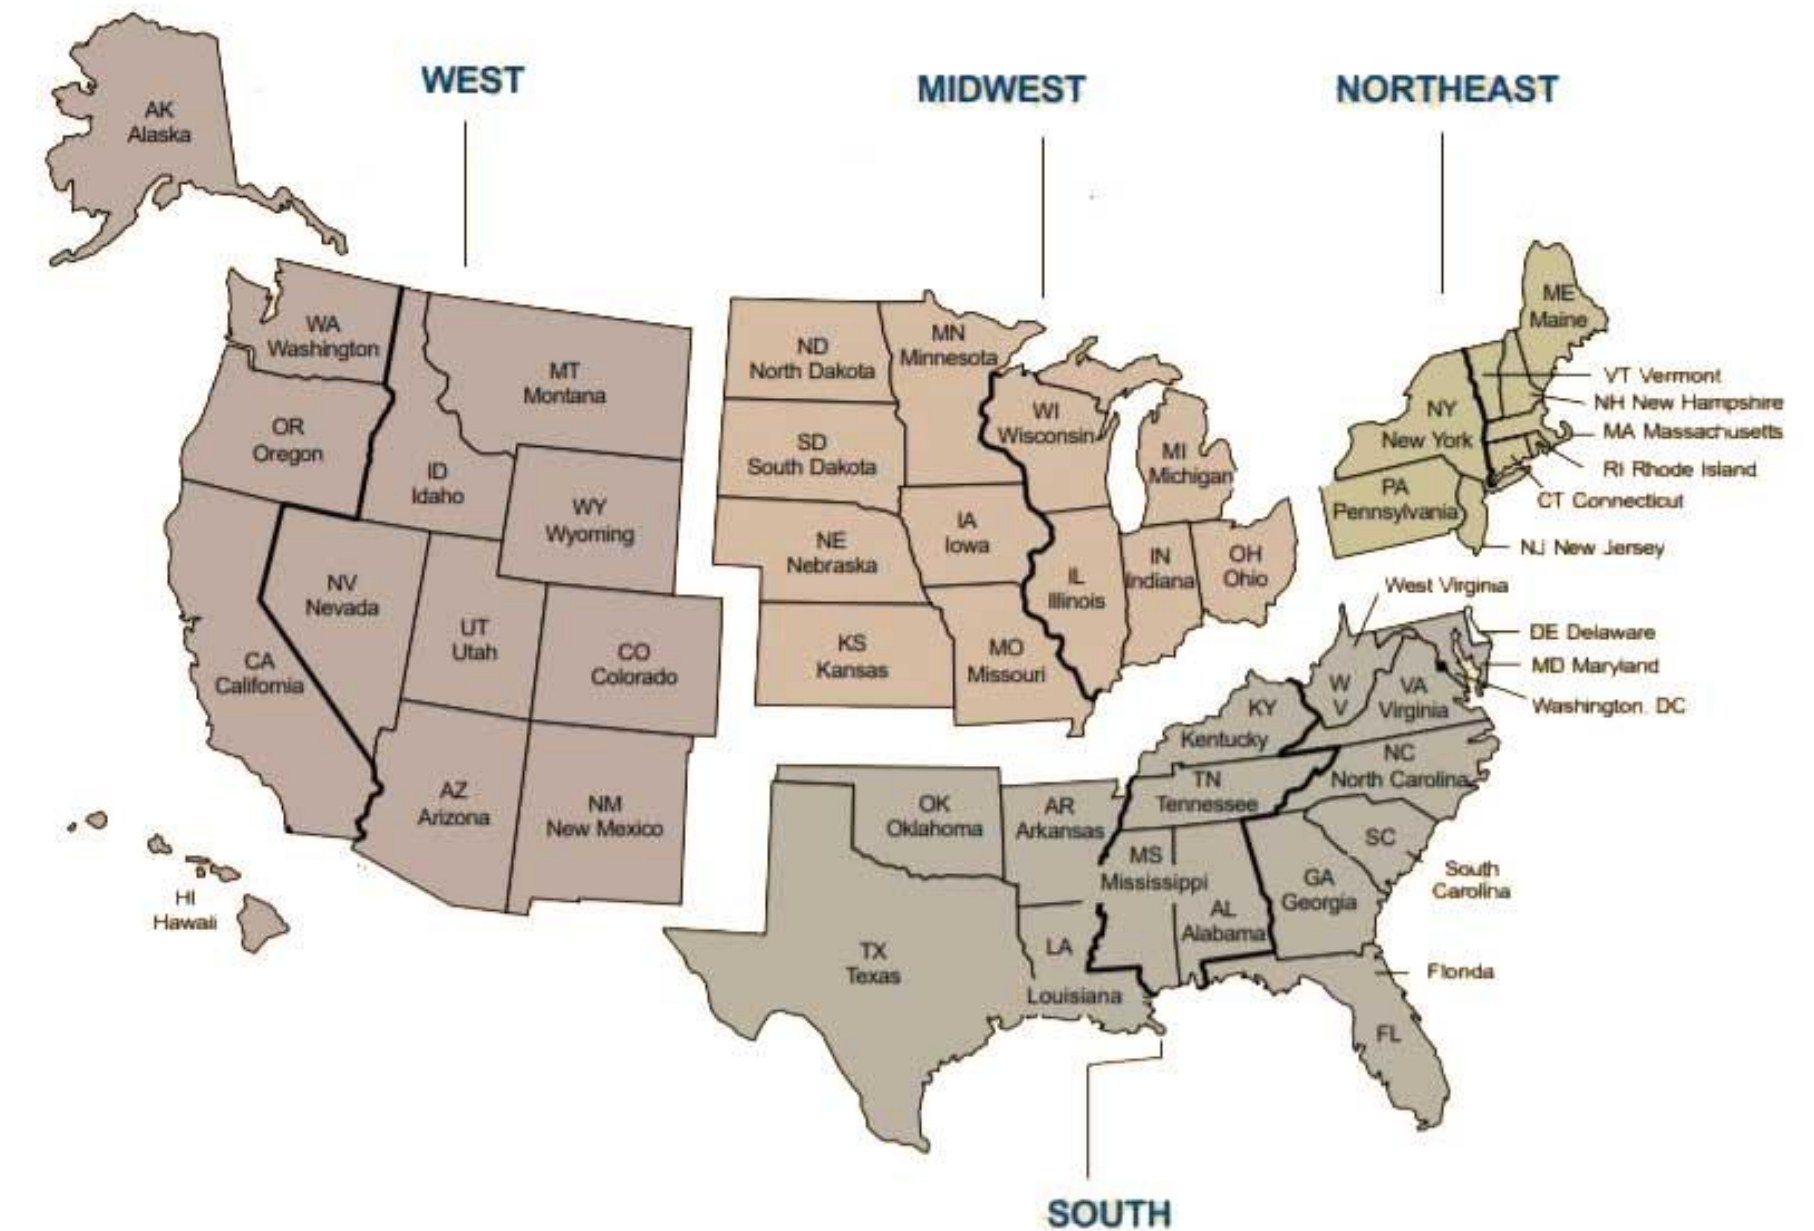 WEST
MIDWEST
NORTHEAST
AK
Alaska
WA
Washington
MT
Montana
OR
Oregon
ID
Idaho
WY
Wyoming
NV
Nevada
UT
Utah
CO
Colorado
CA
California
AZ
Arizona
NM
New Mexico
HI
Hawaii
ND
North Dakota
MN
Minnesota
SD
South Dakota
WI
Wisconsin
MI
Michigan
NE
Nebraska
IA
Iowa
IL
Illinois
IN
Indiana
OH
Ohio
KS
Kansas
MO
Missouri
ME
Maine
VT Vermont
NH New Hampshire
NY
New York
MA Massachusetts
RI Rhode Island
PA
Pennsylvania
CT Connecticut
NJ New Jersey
West Virginia
DE Delaware
MD Maryland
Washington, DC
W
V
VA
Virginia
KY
Kentucky
NC
North Carolina
TN
Tennessee
OK
Oklahoma
AR
Arkansas
MS
Mississippi
SC
South
Carolina
GA
Georgia
AL
Alabama
TX
Texas
LA
Louisiana
Florida
FL
SOUTH